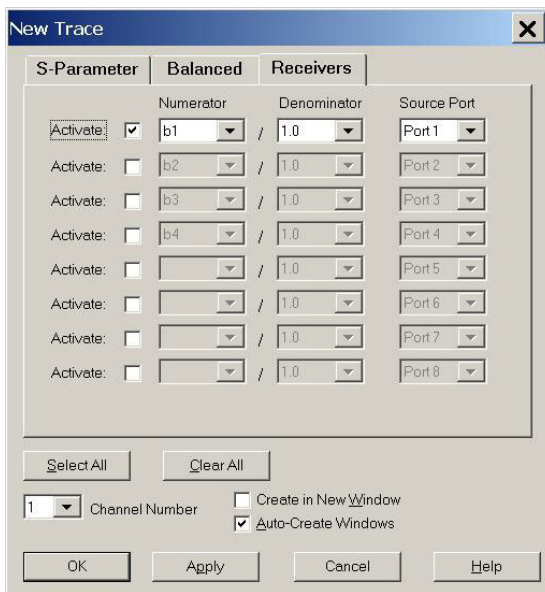 New Trace
S-Parameter Balanced Receivers
Numerator Denominator Source Port
Activate: b1 / 1.0 Port 1
Activate: b2 / 1.0 Port 2
Activate: b3 / 1.0 Port 3
Activate: b4 / 1.0 Port 4
Activate: / 1.0 Port 5
Activate: / 1.0 Port 6
Activate: / 1.0 Port 7
Activate: / 1.0 Port 8
Select All Clear All
1 Channel Number
Create in New Window
Auto-Create Windows
OK Apply Cancel Help